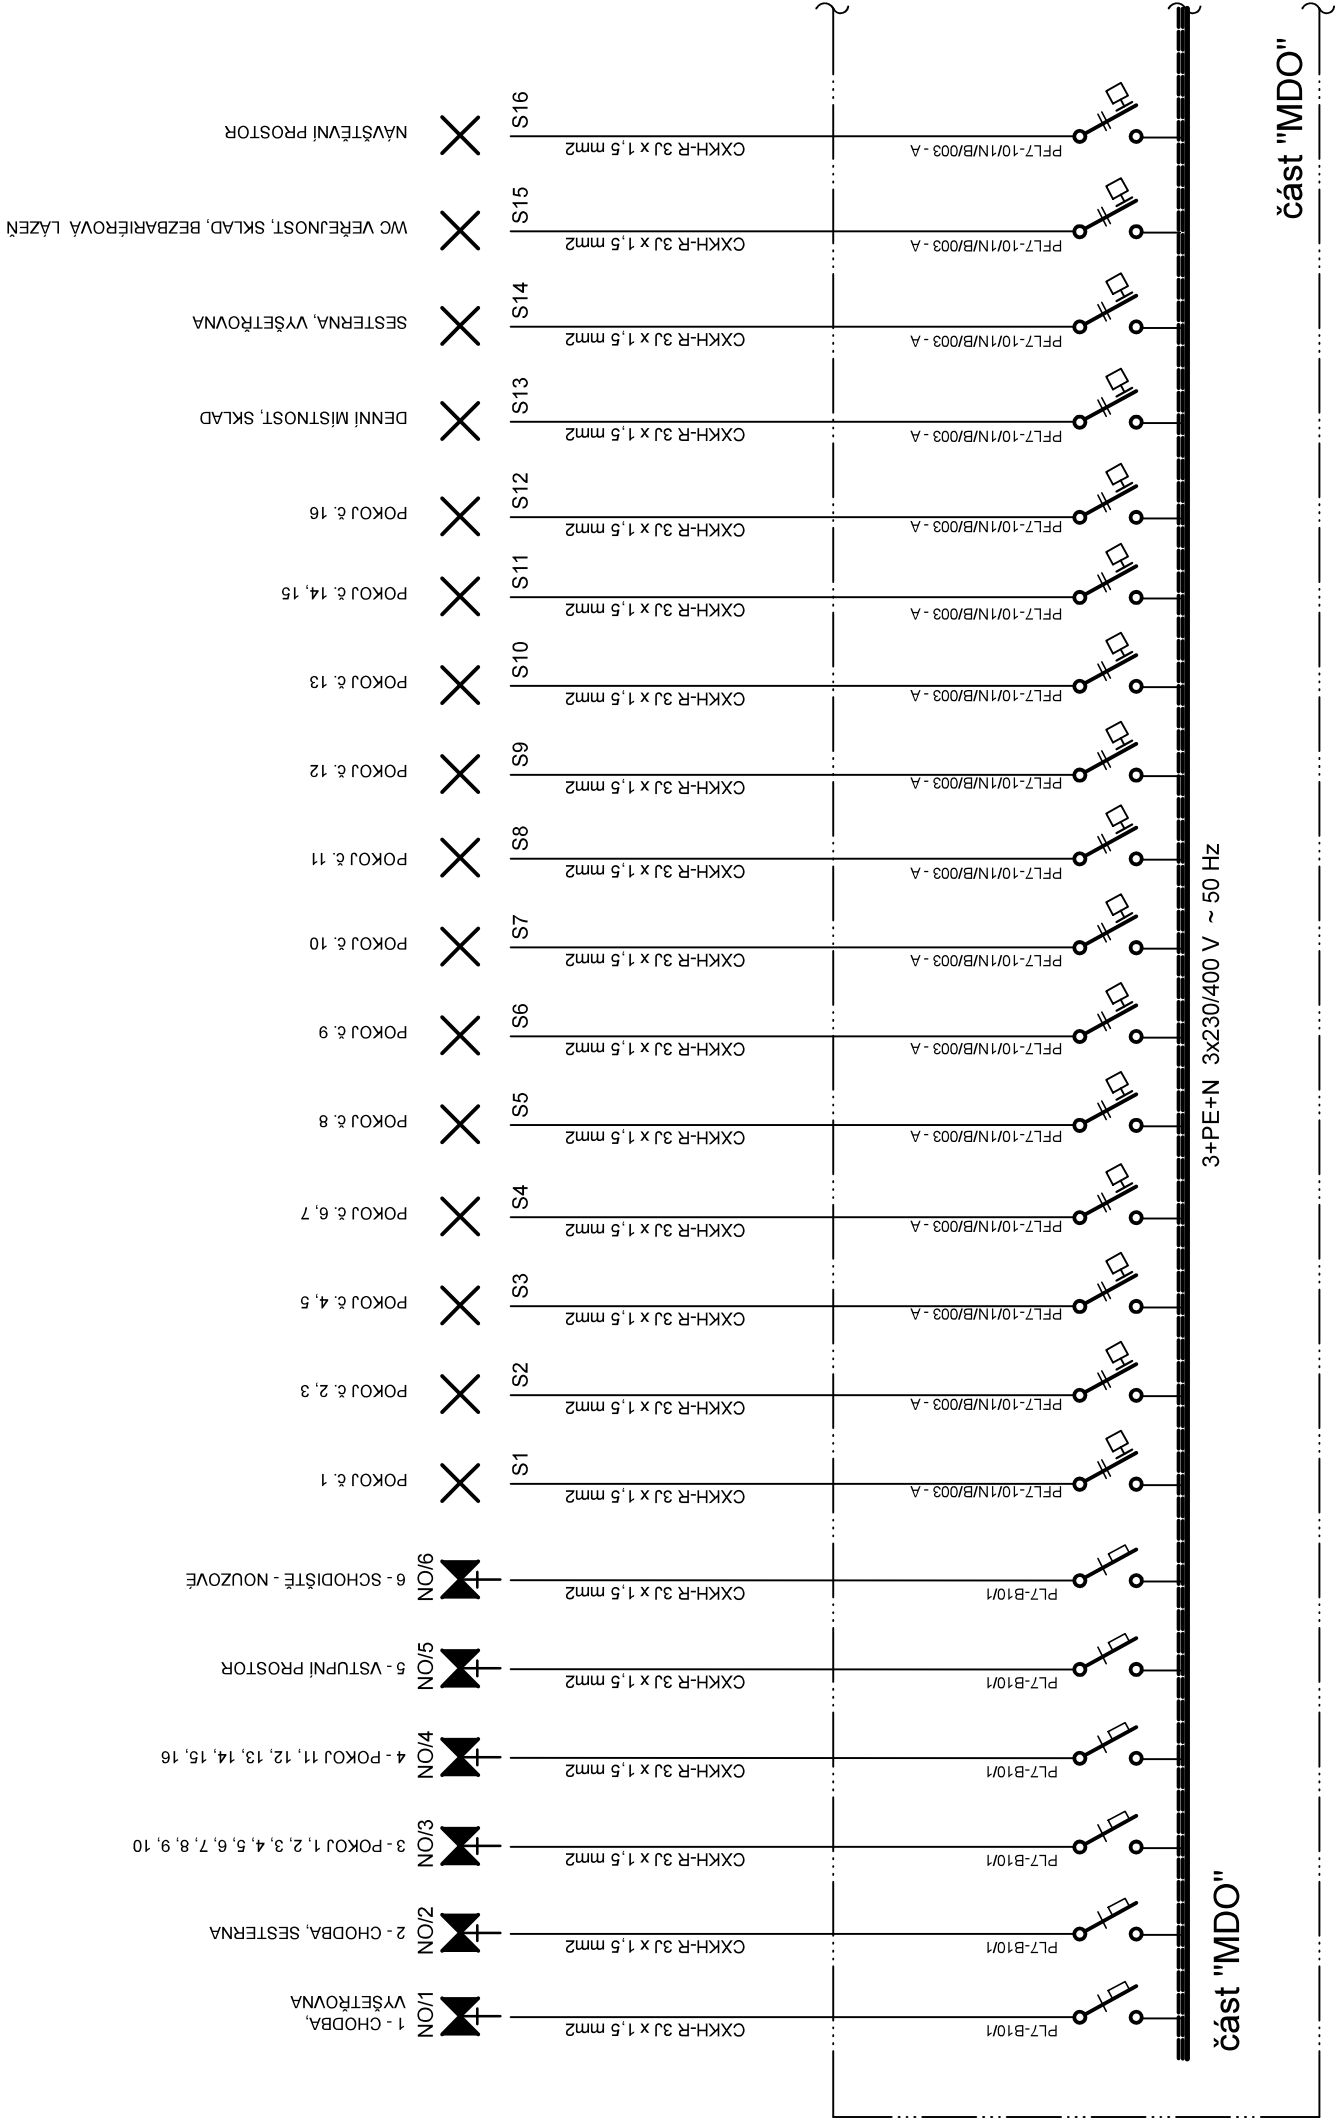 část "MDO"
NÁVŠTĚVNÍ PROSTOR
S16
CXKH-R 3J x 1,5 mm2
PFL7-10/1N/B/003 - A
WC VEŘEJNOST, SKLAD, BEZBARIÉROVÁ LÁZEŇ
S15
CXKH-R 3J x 1,5 mm2
PFL7-10/1N/B/003 - A
SESTERNA, VYŠETŘOVNA
S14
CXKH-R 3J x 1,5 mm2
PFL7-10/1N/B/003 - A
DENNÍ MÍSTNOST, SKLAD
S13
CXKH-R 3J x 1,5 mm2
PFL7-10/1N/B/003 - A
POKOJ č. 16
S12
CXKH-R 3J x 1,5 mm2
PFL7-10/1N/B/003 - A
POKOJ č. 14, 15
S11
CXKH-R 3J x 1,5 mm2
PFL7-10/1N/B/003 - A
POKOJ č. 13
S10
CXKH-R 3J x 1,5 mm2
PFL7-10/1N/B/003 - A
POKOJ č. 12
S9
CXKH-R 3J x 1,5 mm2
PFL7-10/1N/B/003 - A
POKOJ č. 11
S8
CXKH-R 3J x 1,5 mm2
PFL7-10/1N/B/003 - A
POKOJ č. 10
S7
CXKH-R 3J x 1,5 mm2
PFL7-10/1N/B/003 - A
POKOJ č. 9
S6
CXKH-R 3J x 1,5 mm2
PFL7-10/1N/B/003 - A
3+PE+N 3x230/400 V ~ 50 Hz
POKOJ č. 8
S5
CXKH-R 3J x 1,5 mm2
PFL7-10/1N/B/003 - A
POKOJ č. 6, 7
S4
CXKH-R 3J x 1,5 mm2
PFL7-10/1N/B/003 - A
POKOJ č. 4, 5
S3
CXKH-R 3J x 1,5 mm2
PFL7-10/1N/B/003 - A
POKOJ č. 2, 3
S2
CXKH-R 3J x 1,5 mm2
PFL7-10/1N/B/003 - A
POKOJ č. 1
S1
CXKH-R 3J x 1,5 mm2
PFL7-10/1N/B/003 - A
6 - SCHODIŠTĚ - NOUZOVÉ
NO/6
CXKH-R 3J x 1,5 mm2
PL7-B10/1
5 - VSTUPNÍ PROSTOR
NO/5
CXKH-R 3J x 1,5 mm2
PL7-B10/1
4 - POKOJ 11, 12, 13, 14, 15, 16
NO/4
CXKH-R 3J x 1,5 mm2
PL7-B10/1
3 - POKOJ 1, 2, 3, 4, 5, 6, 7, 8, 9, 10
NO/3
CXKH-R 3J x 1,5 mm2
PL7-B10/1
2 - CHODBA, SESTERNA
NO/2
CXKH-R 3J x 1,5 mm2
PL7-B10/1
1 - CHODBA,
VYŠETŘOVNA
NO/1
CXKH-R 3J x 1,5 mm2
PL7-B10/1
část "MDO"